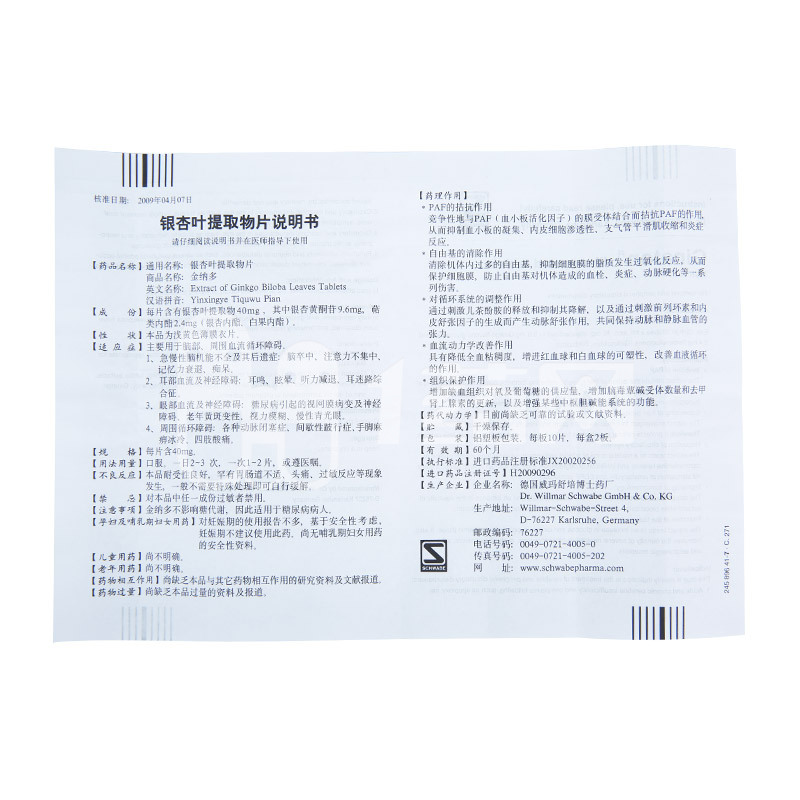 核准日期: 2009年04月07日
银杏叶提取物片说明书
请仔细阅读说明书并在医师指导下使用
【药品名称】通用名称: 银杏叶提取物片
商品名称: 金纳多
英文名称: Extract of Ginkgo Biloba Leaves Tablets
汉语拼音: Yinxingye Tiquwu Pian
【成　　份】每片含有银杏叶提取物40mg，其中银杏黄酮苷9.6mg，萜
类内酯2.4mg（银杏内酯、白果内酯）。
【性　　状】本品为浅黄色薄膜衣片。
【适 应 症】主要用于脑部、周围血流循环障碍。
1、急慢性脑机能不全及其后遗症: 脑卒中、注意力不集中、
记忆力衰退、痴呆。
2、耳部血流及神经障碍: 耳鸣、眩晕、听力减退、耳迷路综
合征。
3、眼部血流及神经障碍: 糖尿病引起的视网膜病变及神经
障碍、老年黄斑变性、视力模糊、慢性青光眼。
4、周围循环障碍: 各种动脉闭塞症、间歇性跛行症、手脚麻
痹冰冷、四肢酸痛。
【规　　格】每片含40mg。
【用法用量】口服。一日2-3 次，一次1-2片，或遵医嘱。
【不良反应】本品耐受性良好，罕有胃肠道不适、头痛、过敏反应等现象
发生，一般不需要特殊处理即可自行缓解。
【禁　　忌】对本品中任一成份过敏者禁用。
【注意事项】金纳多不影响糖代谢，因此适用于糖尿病病人。
【孕妇及哺乳期妇女用药】对妊娠期的使用报告不多，基于安全性考虑，
妊娠期不建议使用此药。尚无哺乳期妇女用药
的安全性资料。
【儿童用药】尚不明确。
【老年用药】尚不明确。
【药物相互作用】尚缺乏本品与其它药物相互作用的研究资料及文献报道。
【药物过量】尚缺乏本品过量的资料及报道。
【药理作用】
• PAF的拮抗作用
竞争性地与PAF（血小板活化因子）的膜受体结合而拮抗PAF的作用，
从而抑制血小板的凝集、内皮细胞渗透性、支气管平滑肌收缩和炎症
反应。
• 自由基的清除作用
清除机体内过多的自由基，抑制细胞膜的脂质发生过氧化反应，从而
保护细胞膜，防止自由基对机体造成的血栓、炎症、动脉硬化等一系
列伤害。
• 对循环系统的调整作用
通过刺激儿茶酚胺的释放和抑制其降解，以及通过刺激前列环素和内
皮舒张因子的生成而产生动脉舒张作用，共同保持动脉和静脉血管的
张力。
• 血流动力学改善作用
具有降低全血粘稠度，增进红血球和白血球的可塑性，改善血液循环
的作用。
• 组织保护作用
增加缺血组织对氧及葡萄糖的供应量，增加脑毒蕈碱受体数量和去甲
肾上腺素的更新，以及增强某些中枢胆碱能系统的功能。
【药代动力学】目前尚缺乏可靠的试验或文献资料。
【贮　　藏】干燥保存。
【包　　装】铝塑板包装，每板10片，每盒2板。
【有 效 期】60个月
【执行标准】进口药品注册标准JX20020256
【进口药品注册证号】H20090296
【生产企业】企业名称: 德国威玛舒培博士药厂
Dr. Willmar Schwabe GmbH & Co. KG
生产地址: Willmar-Schwabe-Street 4,
D-76227 Karlsruhe, Germany
邮政编码: 76227
电话号码: 0049-0721-4005-0
传真号码: 0049-0721-4005-202
网　　址: www.schwabepharma.com
SCHWABE
245 896 41-7 C. 271